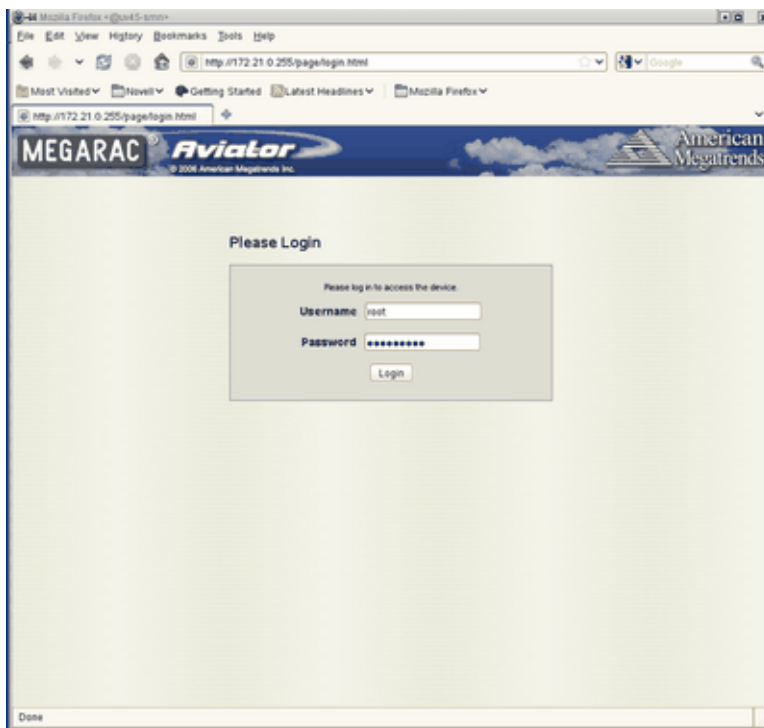 Mozilla Firefox <@uv45-smn>
File Edit View History Bookmarks Tools Help
http://172.21.0.255/page/login.html Google
Most Visited Novell Getting Started Latest Headlines Mozilla Firefox
http://172.21.0.255/page/login.html
MEGARAC® Aviator American
© 2006 American Megatrends Inc. Megatrends
Please Login
Please log in to access the device.
Username root
Password •••••••••
Login
Done